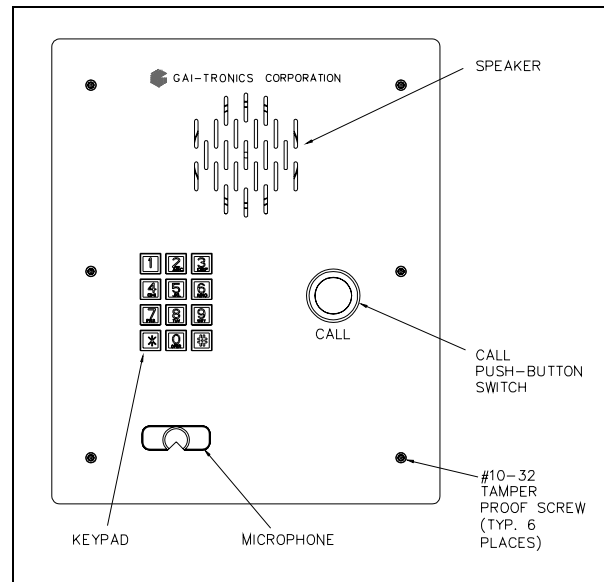 GAI-TRONICS CORPORATION
SPEAKER
1 2 3
4 5 6
7 8 9
* 0 #
CALL
CALL
PUSH-BUTTON
SWITCH
#10-32
TAMPER
PROOF SCREW
(TYP. 6
PLACES)
KEYPAD
MICROPHONE